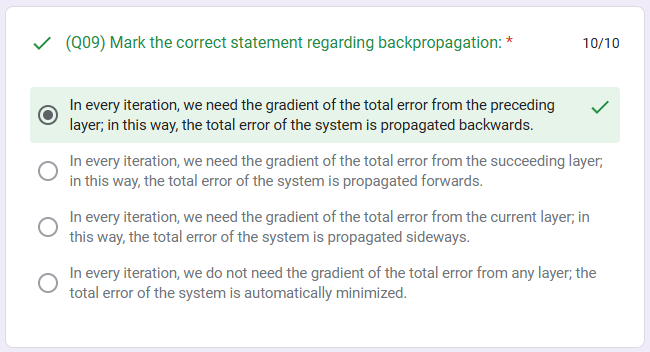 (Q09) Mark the correct statement regarding backpropagation: * 10/10
In every iteration, we need the gradient of the total error from the preceding
layer; in this way, the total error of the system is propagated backwards.
In every iteration, we need the gradient of the total error from the succeeding layer;
in this way, the total error of the system is propagated forwards.
In every iteration, we need the gradient of the total error from the current layer; in
this way, the total error of the system is propagated sideways.
In every iteration, we do not need the gradient of the total error from any layer; the
total error of the system is automatically minimized.